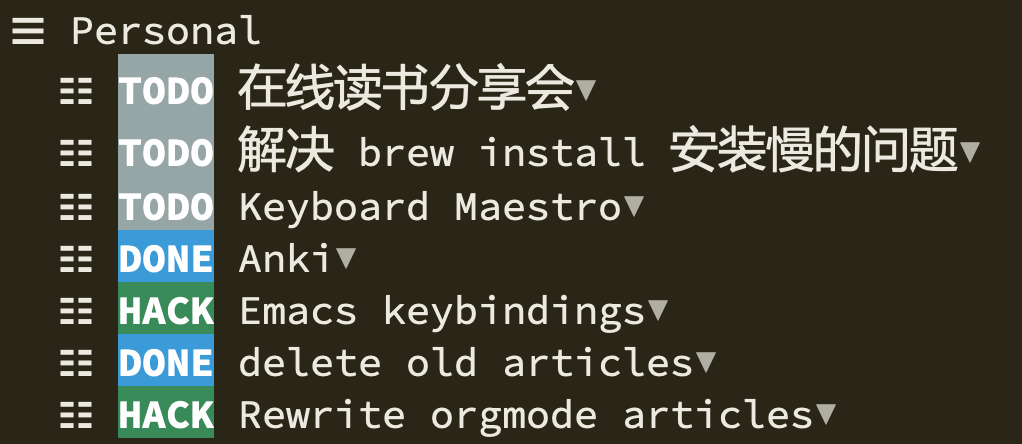 ☰ Personal
☷ TODO 在线读书分享会▼
☷ TODO 解决 brew install 安装慢的问题▼
☷ TODO Keyboard Maestro▼
☷ DONE Anki▼
☷ HACK Emacs keybindings▼
☷ DONE delete old articles▼
☷ HACK Rewrite orgmode articles▼